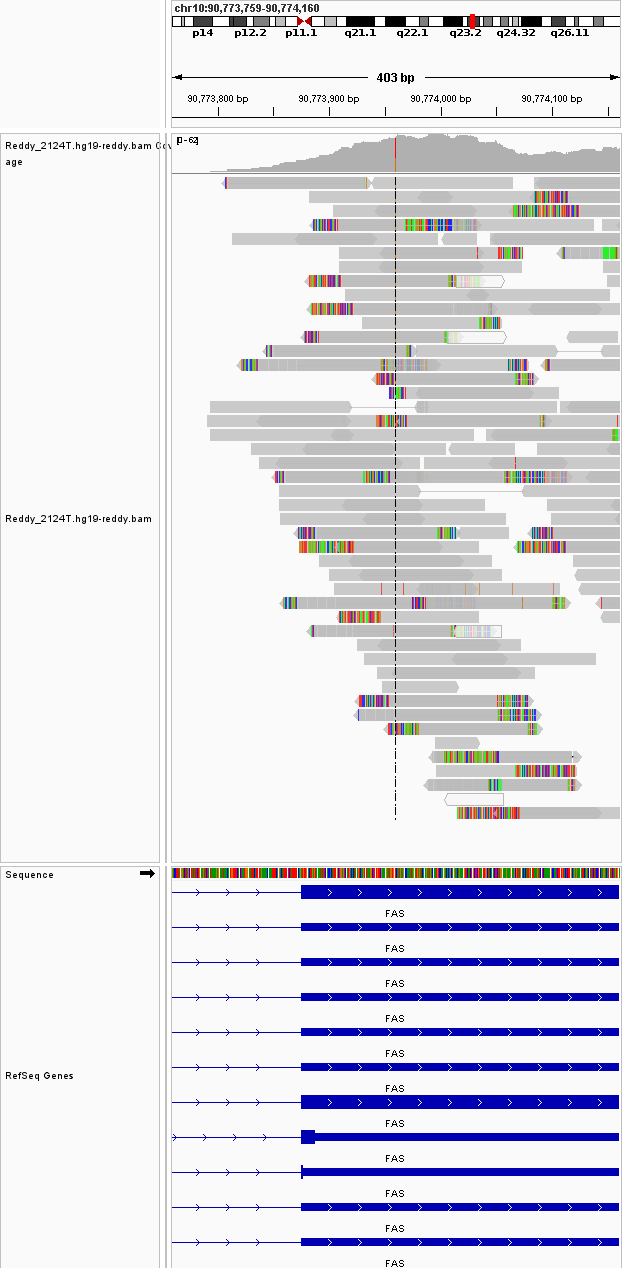 chr10:90,773,759-90,774,160
p14 p12.2 p11.1 q21.1 q22.1 q23.2 q24.32 q26.11
403 bp
90,773,800 bp 90,773,900 bp 90,774,000 bp 90,774,100 bp
[0-62]
Reddy_2124T.hg19-reddy.bam Cov
age
Reddy_2124T.hg19-reddy.bam
Sequence
FAS
FAS
FAS
FAS
FAS
RefSeq Genes
FAS
FAS
FAS
FAS
FAS
FAS